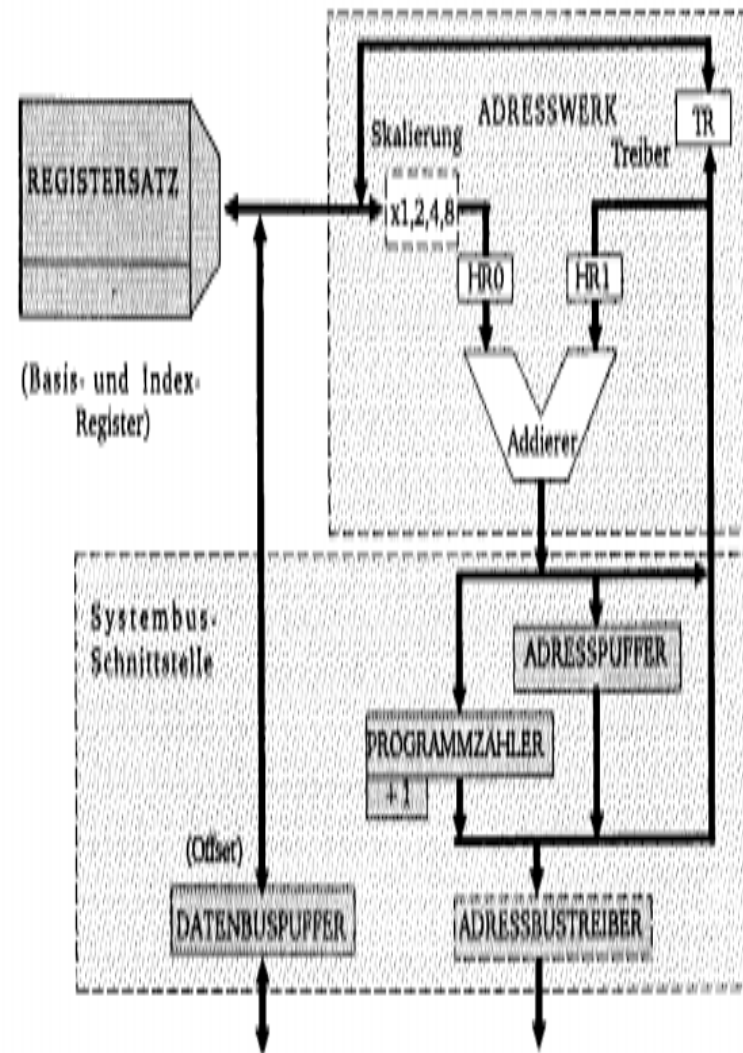 ADRESSWERK
TR
Skalierung
Treiber
REGISTERSATZ
x1,2,4,8
HR0
HR1
(Basis- und Index-
Register)
Addierer
Systembus-
Schnittstelle
ADRESSPUFFER
PROGRAMMZÄHLER
+1
(Offset)
DATENBUSPUFFER
ADRESSBUSTREIBER